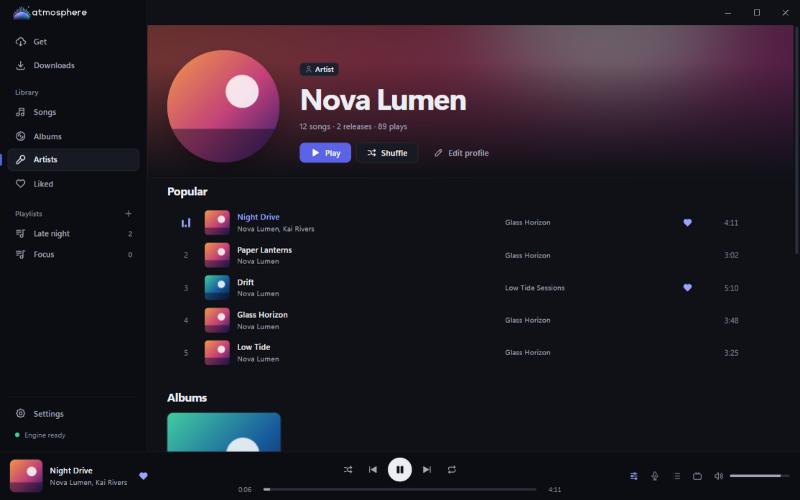 atmosphere
Get
Downloads
Library
Songs
Albums
Artists
Liked
Playlists
Late night 2
Focus 0
Settings
Engine ready
Artist
Nova Lumen
12 songs · 2 releases · 89 plays
Play Shuffle Edit profile
Popular
Night Drive
Nova Lumen, Kai Rivers
Glass Horizon
4:11
2
Paper Lanterns
Nova Lumen
Glass Horizon
3:02
3
Drift
Nova Lumen
Low Tide Sessions
5:10
4
Glass Horizon
Nova Lumen
Glass Horizon
3:48
5
Low Tide
Nova Lumen
Glass Horizon
3:25
Albums
Night Drive
Nova Lumen, Kai Rivers
0:06
4:11